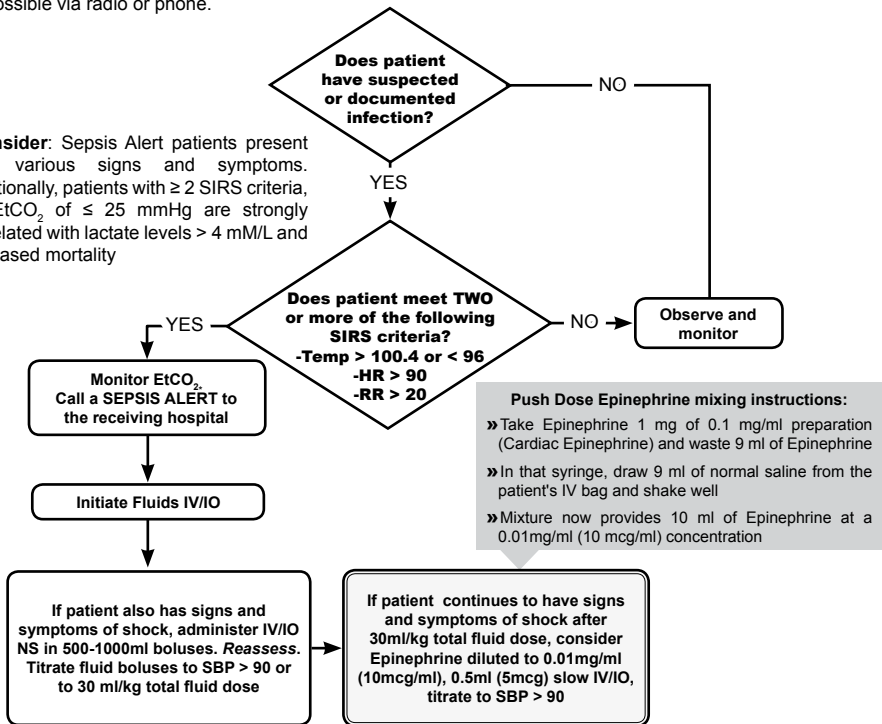 ossible via radio or phone.
Does patient
have suspected
or documented
infection?
NO
YES
nsider: Sepsis Alert patients present
various signs and symptoms.
tionally, patients with ≥ 2 SIRS criteria,
EtCO₂ of ≤ 25 mmHg are strongly
elated with lactate levels > 4 mM/L and
ased mortality
Does patient meet TWO
or more of the following
SIRS criteria?
-Temp > 100.4 or < 96
-HR > 90
-RR > 20
YES
NO
Observe and
monitor
Monitor EtCO₂.
Call a SEPSIS ALERT to
the receiving hospital
Initiate Fluids IV/IO
Push Dose Epinephrine mixing instructions:
» Take Epinephrine 1 mg of 0.1 mg/ml preparation
(Cardiac Epinephrine) and waste 9 ml of Epinephrine
» In that syringe, draw 9 ml of normal saline from the
patient's IV bag and shake well
» Mixture now provides 10 ml of Epinephrine at a
0.01mg/ml (10 mcg/ml) concentration
If patient also has signs and
symptoms of shock, administer IV/IO
NS in 500-1000ml boluses. Reassess.
Titrate fluid boluses to SBP > 90 or
to 30 ml/kg total fluid dose
If patient continues to have signs
and symptoms of shock after
30ml/kg total fluid dose, consider
Epinephrine diluted to 0.01mg/ml
(10mcg/ml), 0.5ml (5mcg) slow IV/IO,
titrate to SBP > 90